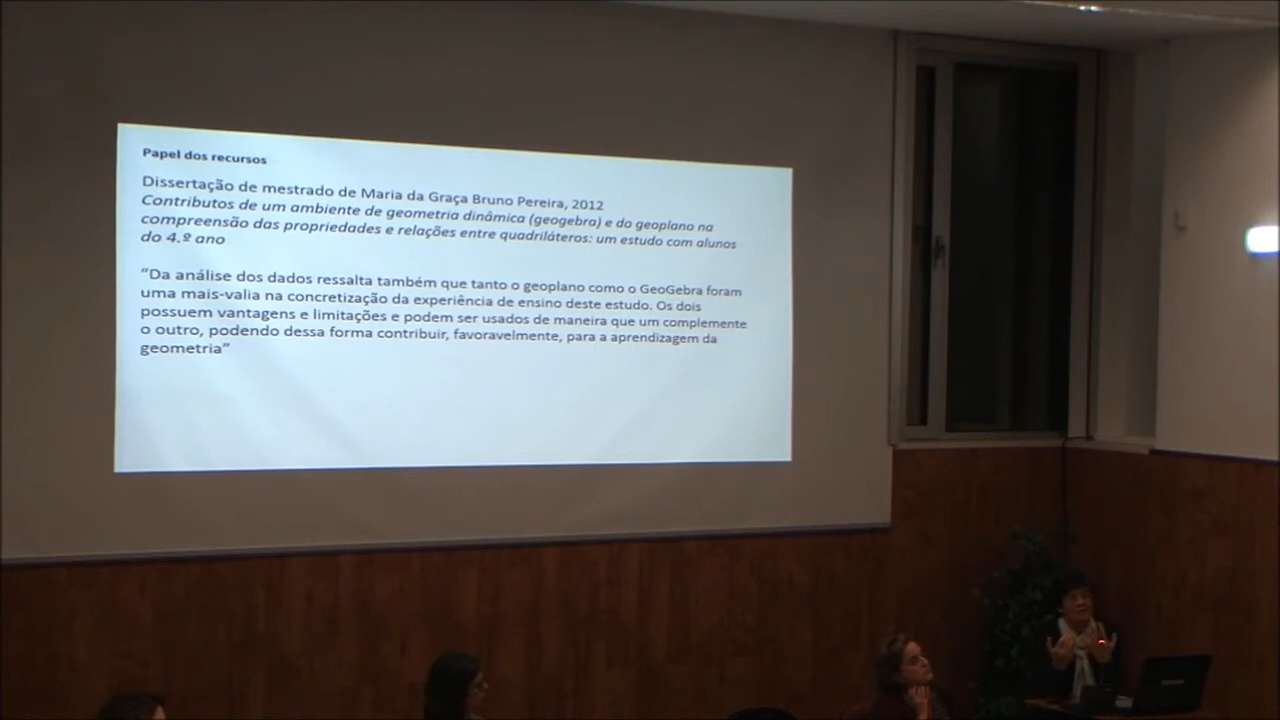 Papel dos recursos
Dissertação de mestrado de Maria da Graça Bruno Pereira, 2012
Contributos de um ambiente de geometria dinâmica (geogebra) e do geoplano na
compreensão das propriedades e relações entre quadriláteros: um estudo com alunos
do 4.º ano
“Da análise dos dados ressalta também que tanto o geoplano como o GeoGebra foram
uma mais-valia na concretização da experiência de ensino deste estudo. Os dois
possuem vantagens e limitações e podem ser usados de maneira que um complemente
o outro, podendo dessa forma contribuir, favoravelmente, para a aprendizagem da
geometria”